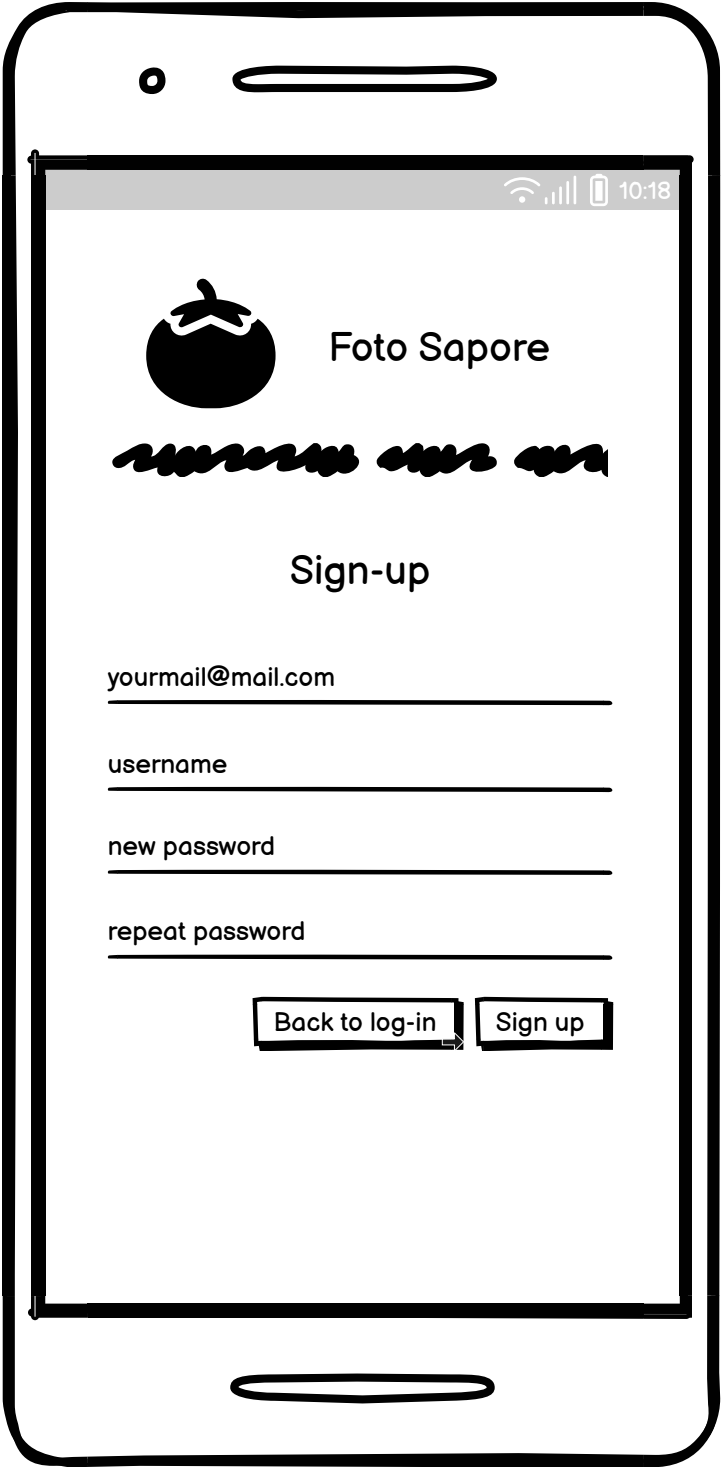 10:18
Foto Sapore
Sign-up
yourmail@mail.com
username
new password
repeat password
Back to log-in
Sign up